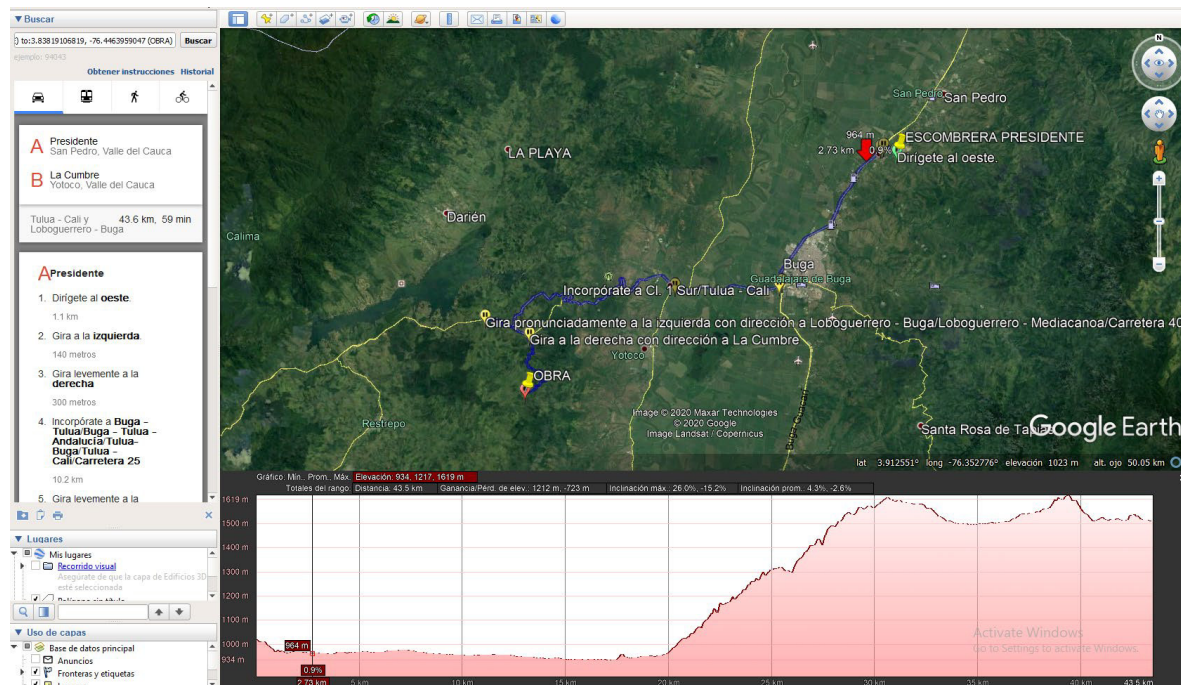 Buscar
) to:3.83819106819, -76.4463959047 (OBRA)
Buscar
ejemplo: 94043
Obtener instrucciones Historial
A Presidente
San Pedro, Valle del Cauca
B La Cumbre
Yotoco, Valle del Cauca
Tulua - Cali y Loboguerrero - Buga
43.6 km, 59 min
A Presidente
1. Dirígete al oeste.
1.1 km
2. Gira a la izquierda.
140 metros
3. Gira levemente a la
derecha
300 metros
4. Incorpórate a Buga -
Tulua/Buga - Tulua -
Andalucía/Tulua-
Buga/Tulua -
Cali/Carretera 25
10.2 km
5. Gira levemente a la
Lugares
Mis lugares
Recorrido visual
Asegúrate de que la capa de Edificios 3D
esté seleccionada
Polígono sin título
Uso de capas
Base de datos principal
Anuncios
Fronteras y etiquetas
N
San Pedro San Pedro
964 m
ESCOMBRERA PRESIDENTE
2.73 km 0.9%
Dirígete al oeste.
LA PLAYA
Darién
Calima
Buga
Guadalajara de Buga
Incorpórate a Cl. 1 Sur/Tulua - Cali
Gira pronunciadamente a la izquierda con dirección a Loboguerrero - Buga/Loboguerrero - Mediacanoa/Carretera 40
Gira a la derecha con dirección a La Cumbre
Yotoco
OBRA
Restrepo
Image © 2020 Maxar Technologies
© 2020 Google
Image Landsat / Copernicus
Santa Rosa de Tapias
Google Earth
lat 3.912551° long -76.352776° elevación 1023 m alt. ojo 50.05 km
Gráfico: Mín., Prom., Máx. Elevación: 934, 1217, 1619 m
Totales del rango: Distancia: 43.5 km Ganancia/Pérd. de elev.: 1212 m, -723 m Inclinación máx.: 26.0%, -15.2% Inclinación prom.: 4.3%, -2.6%
1619 m
1500 m
1400 m
1300 m
1200 m
1100 m
1000 m
934 m
964 m
0.9%
2.73 km 5 km 10 km 15 km 20 km 25 km 30 km 35 km 40 km 43.5 km
Activate Windows
Go to Settings to activate Windows.